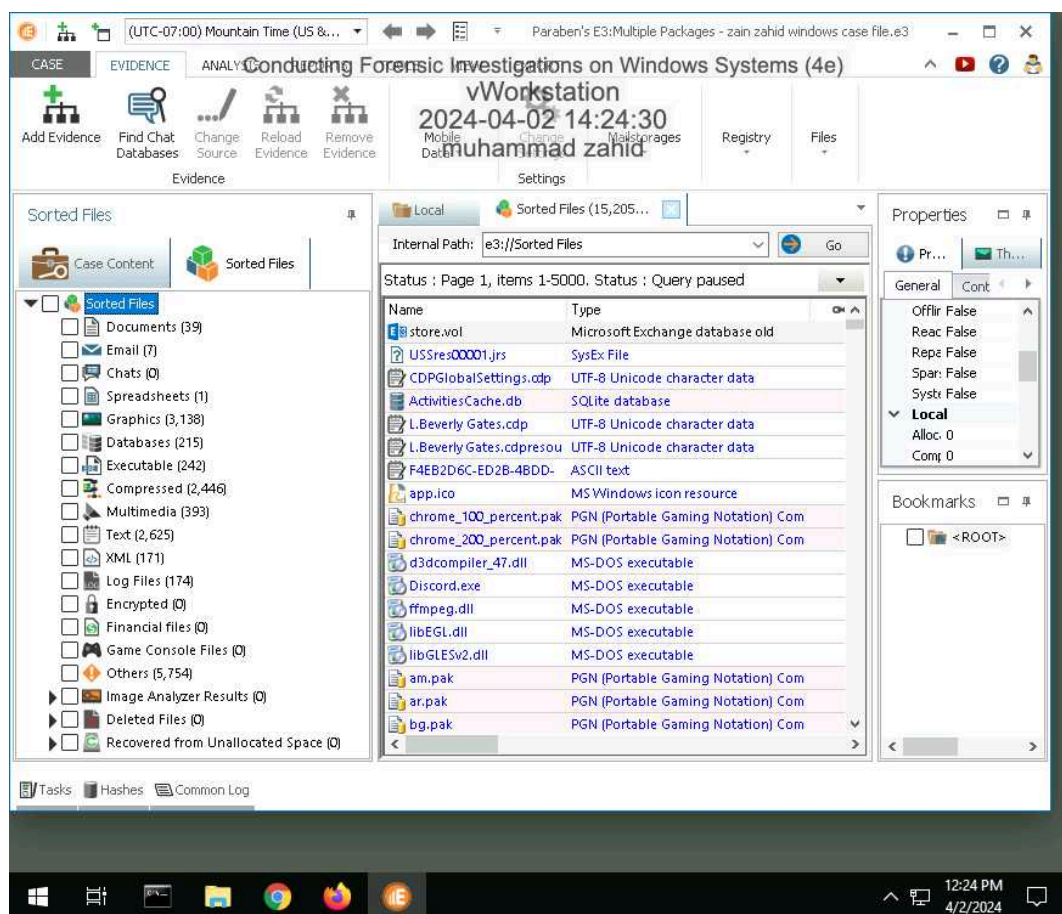 (UTC-07:00) Mountain Time (US &...
Paraben's E3:Multiple Packages - zain zahid windows case file.e3
CASE
EVIDENCE
Conducting Forensic Investigations on Windows Systems (4e)
vWorkstation
2024-04-02 14:24:30
muhammad zahid
Add Evidence
Find Chat Databases
Change Source
Reload Evidence
Remove Evidence
Mobile Data
Change
Mailstorages
Registry
Files
Evidence
Settings
Sorted Files
Case Content
Sorted Files
Sorted Files
Documents (39)
Email (7)
Chats (0)
Spreadsheets (1)
Graphics (3,138)
Databases (215)
Executable (242)
Compressed (2,446)
Multimedia (393)
Text (2,625)
XML (171)
Log Files (174)
Encrypted (0)
Financial files (0)
Game Console Files (0)
Others (5,754)
Image Analyzer Results (0)
Deleted Files (0)
Recovered from Unallocated Space (0)
Local
Sorted Files (15,205...
Internal Path: e3://Sorted Files
Go
Status : Page 1, items 1-5000. Status : Query paused
Name Type
store.vol Microsoft Exchange database old
USSres00001.jrs SysEx File
CDPGlobalSettings.cdp UTF-8 Unicode character data
ActivitiesCache.db SQLite database
L.Beverly Gates.cdp UTF-8 Unicode character data
L.Beverly Gates.cdpresou UTF-8 Unicode character data
F4EB2D6C-ED2B-4BDD- ASCII text
app.ico MS Windows icon resource
chrome_100_percent.pak PGN (Portable Gaming Notation) Com
chrome_200_percent.pak PGN (Portable Gaming Notation) Com
d3dcompiler_47.dll MS-DOS executable
Discord.exe MS-DOS executable
ffmpeg.dll MS-DOS executable
libEGL.dll MS-DOS executable
libGLESv2.dll MS-DOS executable
am.pak PGN (Portable Gaming Notation) Com
ar.pak PGN (Portable Gaming Notation) Com
bg.pak PGN (Portable Gaming Notation) Com
Properties
Pr...
Th...
General Cont
Offlir False
Reac False
Repa False
Spar: False
Syste False
Local
Alloc. 0
Comp 0
Bookmarks
<ROOT>
Tasks
Hashes
Common Log
12:24 PM
4/2/2024